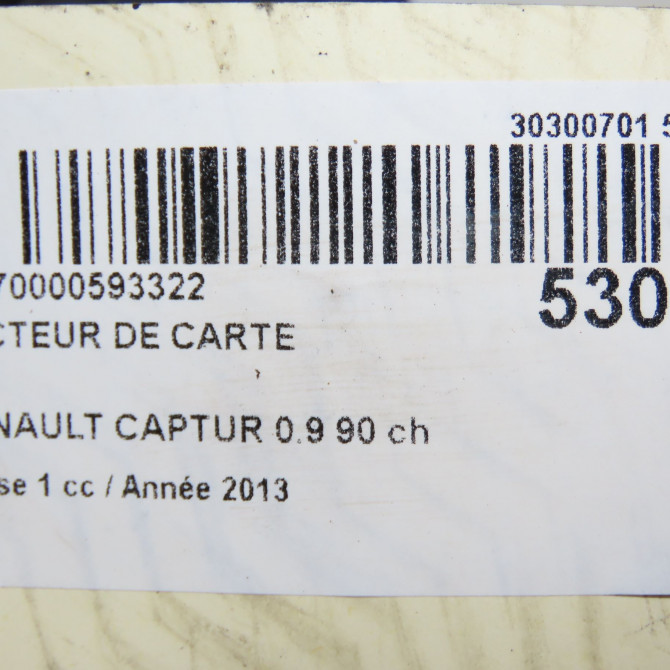 30300701 5
70000593322
530
CTEUR DE CARTE
NAULT CAPTUR 0.9 90 ch
se 1 cc / Année 2013